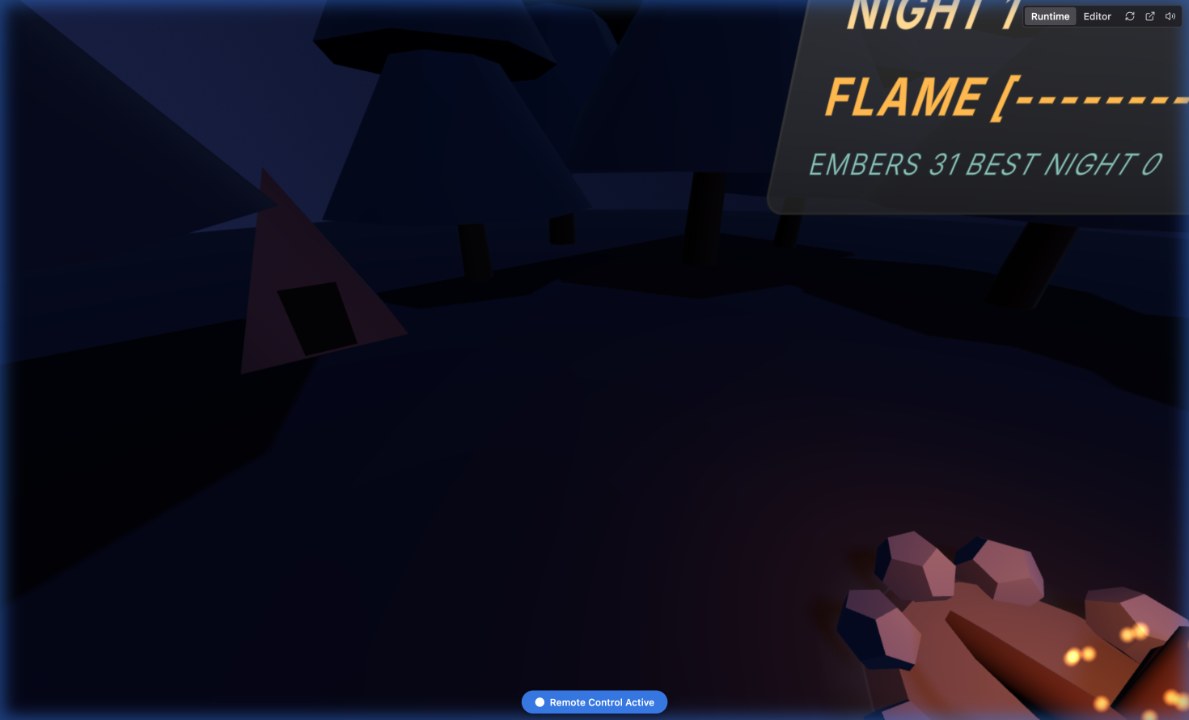 NIGHT 1
Runtime Editor
FLAME [--------
EMBERS 31 BEST NIGHT 0
Remote Control Active